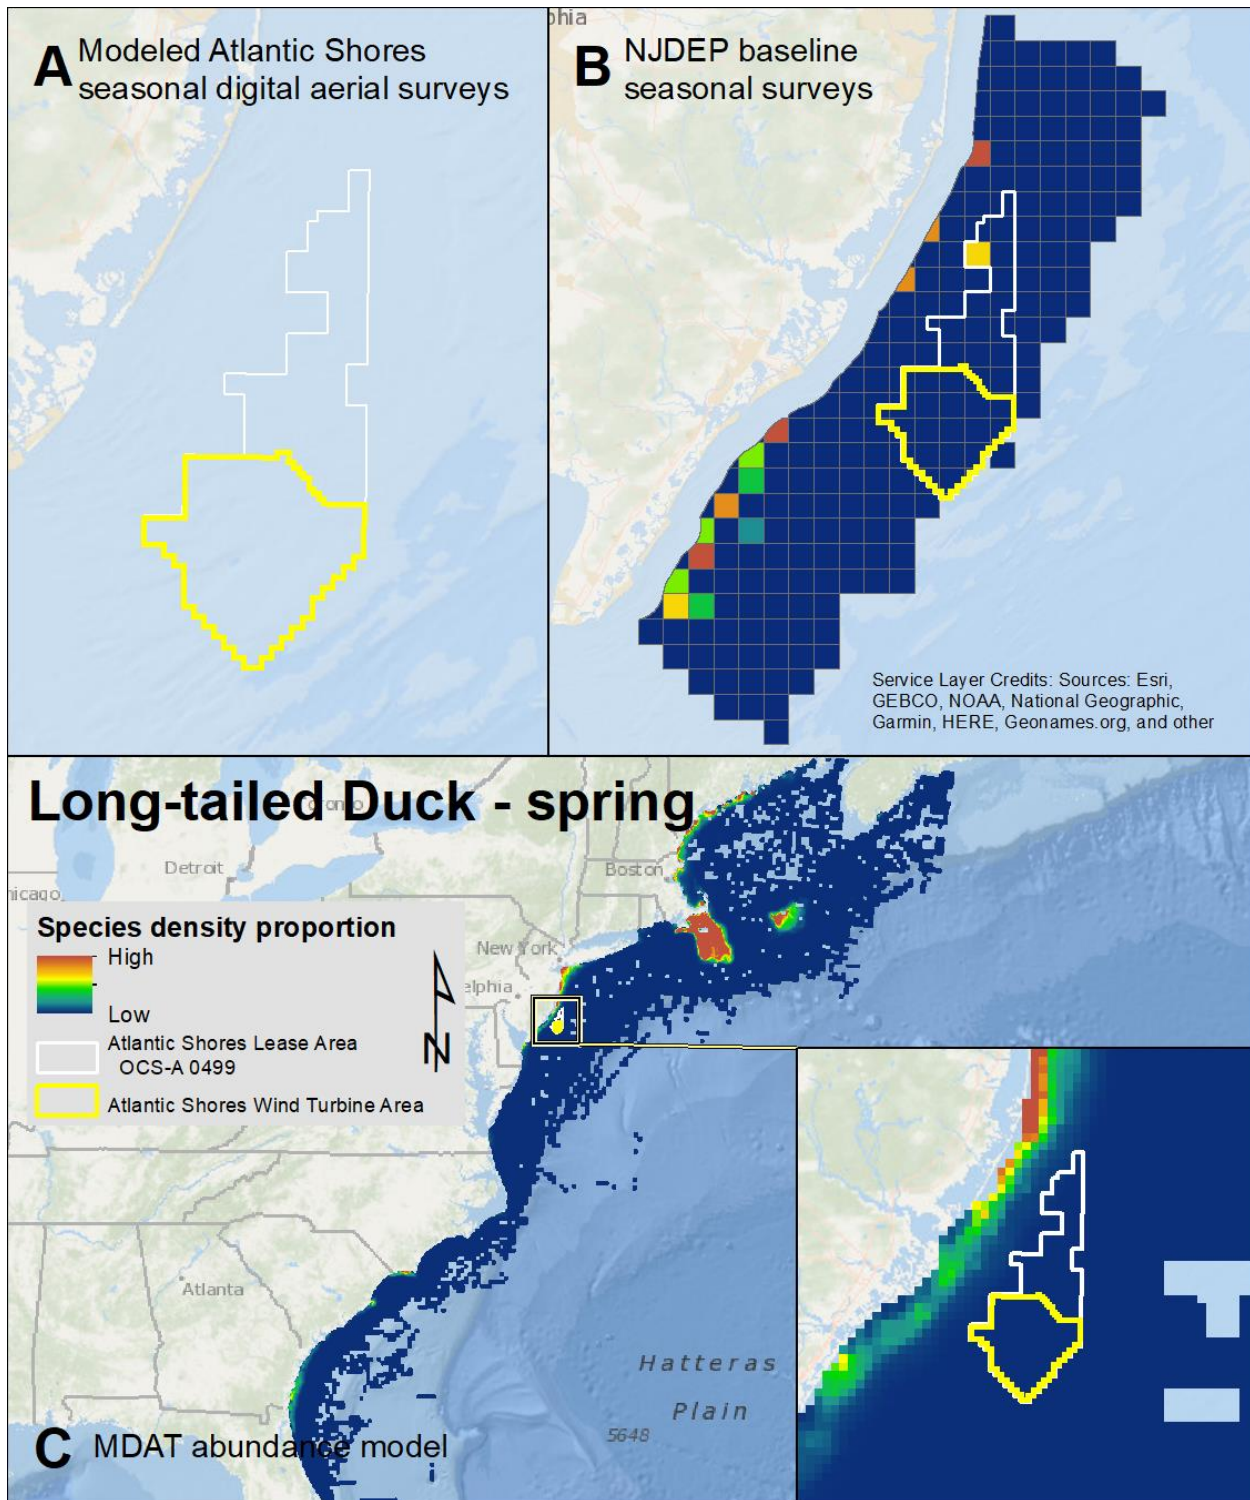 A Modeled Atlantic Shores
seasonal digital aerial surveys
phia
B NJDEP baseline
seasonal surveys
Service Layer Credits: Sources: Esri,
GEBCO, NOAA, National Geographic,
Garmin, HERE, Geonames.org, and other
Long-tailed Duck - spring
Detroit
Boston
hicago
Species density proportion
High
Low
New York
elphia
Atlantic Shores Lease Area
OCS-A 0499
Atlantic Shores Wind Turbine Area
N
Atlanta
Hatteras
Plain
5648
C MDAT abundance model